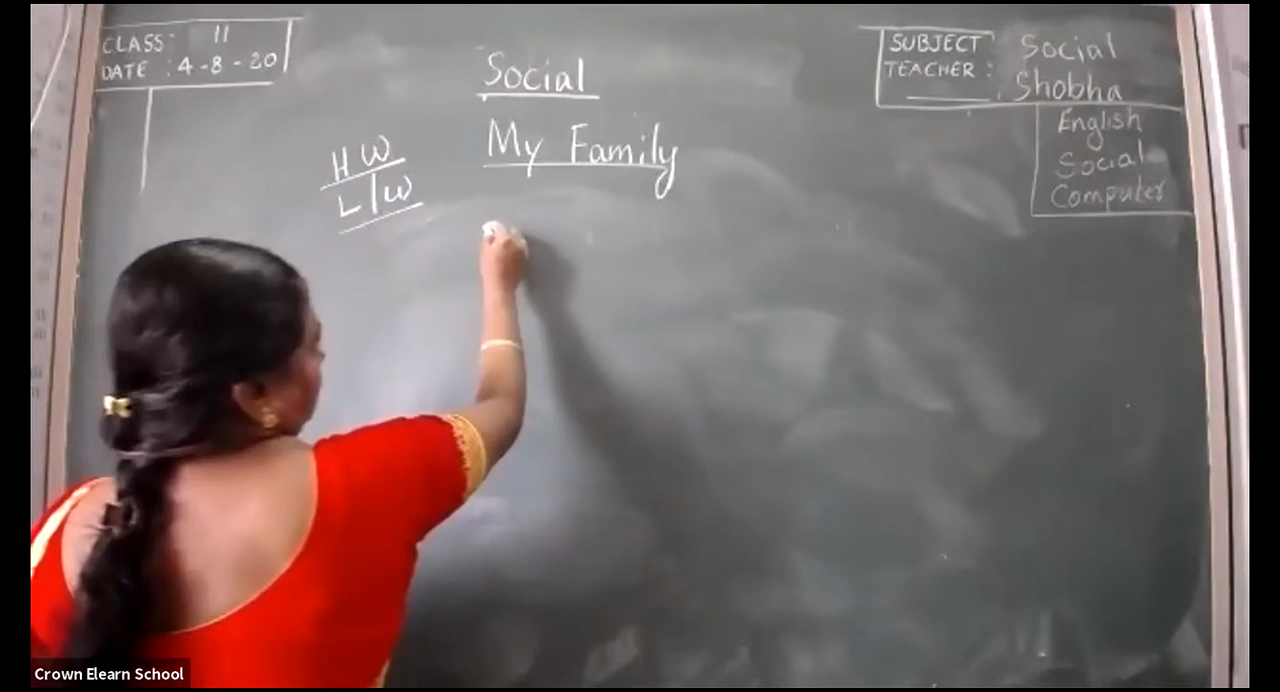 CLASS: II
DATE : 4-8-20
SUBJECT Social
TEACHER: Shobha
English
Social
Computer
Social
My Family
HW
L/W
Crown Elearn School